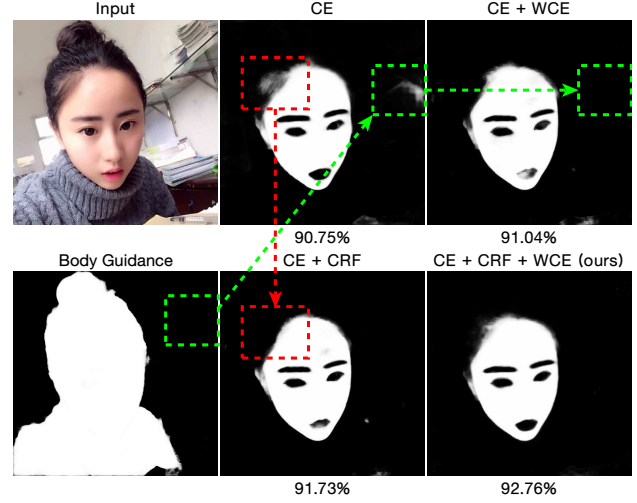 Input
CE
CE + WCE
90.75%
91.04%
Body Guidance
CE + CRF
CE + CRF + WCE (ours)
91.73%
92.76%